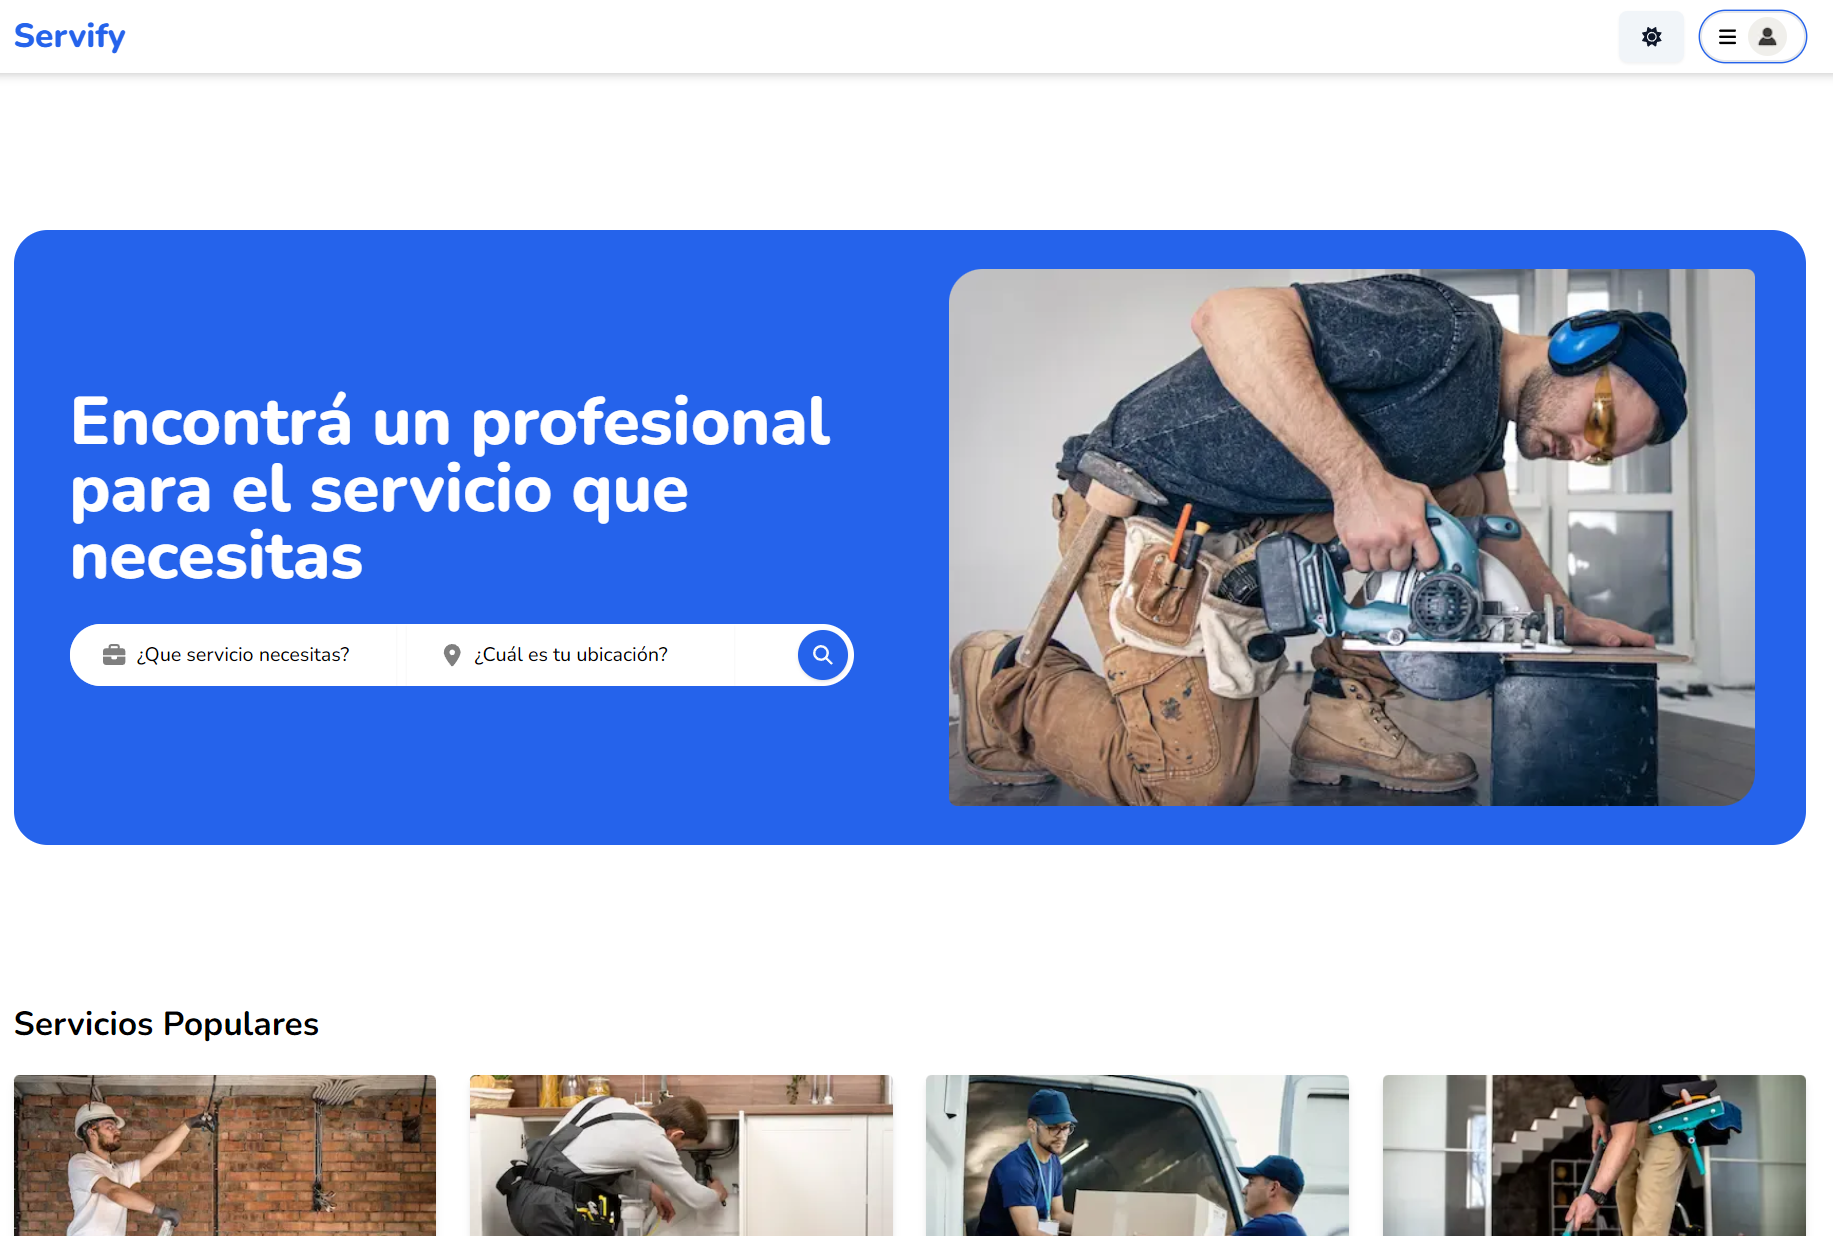 Servify
Encontrá un profesional
para el servicio que
necesitas
¿Que servicio necesitas?
¿Cuál es tu ubicación?
Servicios Populares